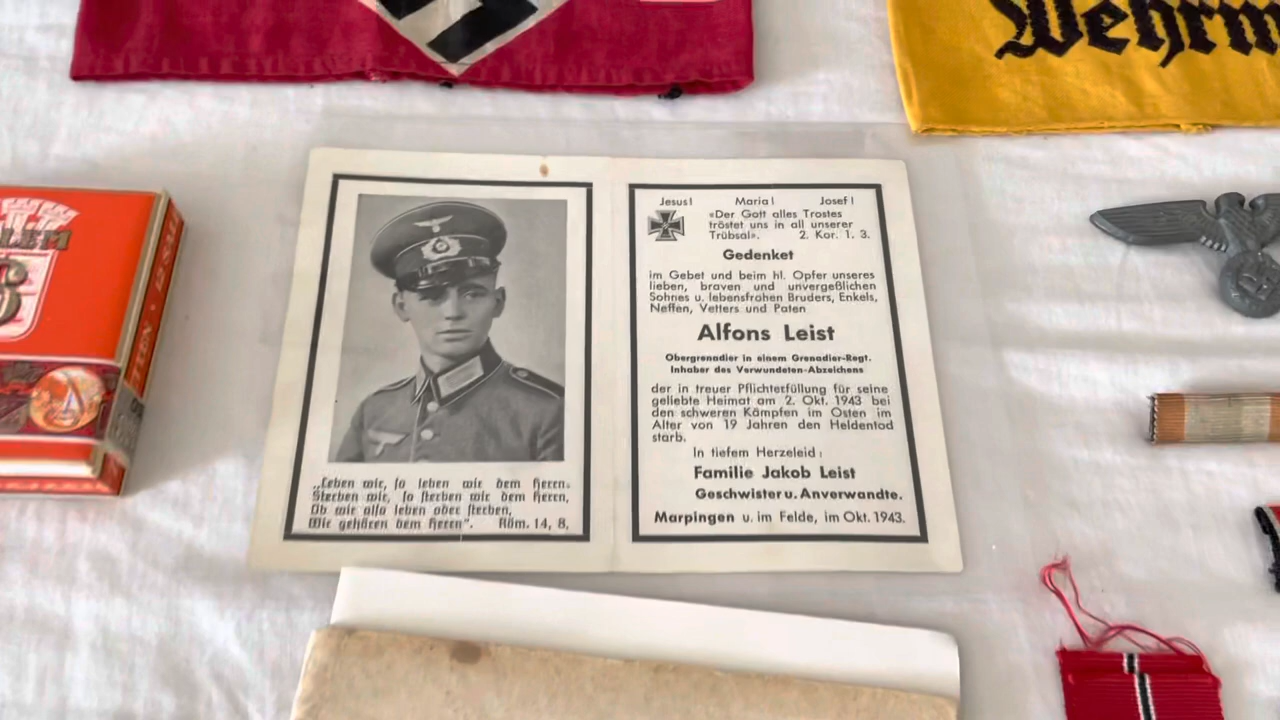 Wehrm
LEM
TEN · 12 ST
„Leben wir, so leben wir dem Herrn.
Sterben wir, so sterben wir dem Herrn,
Ob wir also leben oder sterben,
Wir gehören dem Herrn". Röm. 14, 8,
Jesus! Maria! Josef!
«Der Gott alles Trostes
tröstet uns in all unserer
Trübsal». 2. Kor. 1. 3.
Gedenket
im Gebet und beim hl. Opfer unseres
lieben, braven und unvergeßlichen
Sohnes u. lebensfrohen Bruders, Enkels,
Neffen, Vetters und Paten
Alfons Leist
Obergrenadier in einem Grenadier-Regt.
Inhaber des Verwundeten-Abzeichens
der in treuer Pflichterfüllung für seine
geliebte Heimat am 2. Okt. 1943 bei
den schweren Kämpfen im Osten im
Alter von 19 Jahren den Heldentod
starb.
In tiefem Herzeleid:
Familie Jakob Leist
Geschwister u. Anverwandte.
Marpingen u. im Felde, im Okt. 1943.